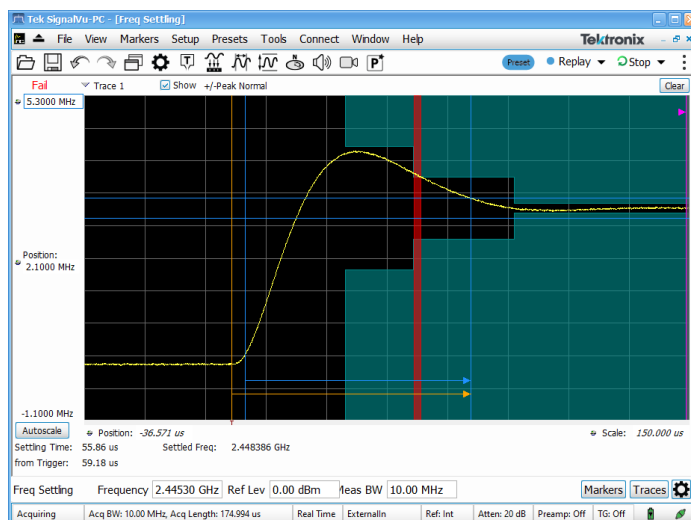 Tek SignalVu-PC - [Freq Settling]
File View Markers Setup Presets Tools Connect Window Help Tektronix
T P Preset Replay Stop
Fail Trace 1 Show +/-Peak Normal Clear
5.3000 MHz
Position:
2.1000 MHz
-1.1000 MHz
Autoscale Position: -36.571 us Scale: 150.000 us
Settling Time: 55.86 us Settled Freq: 2.448386 GHz
from Trigger: 59.18 us
Freq Settling Frequency 2.44530 GHz Ref Lev 0.00 dBm Meas BW 10.00 MHz Markers Traces
Acquiring Acq BW: 10.00 MHz, Acq Length: 174.994 us Real Time ExternalIn Ref: Int Atten: 20 dB Preamp: Off TG: Off